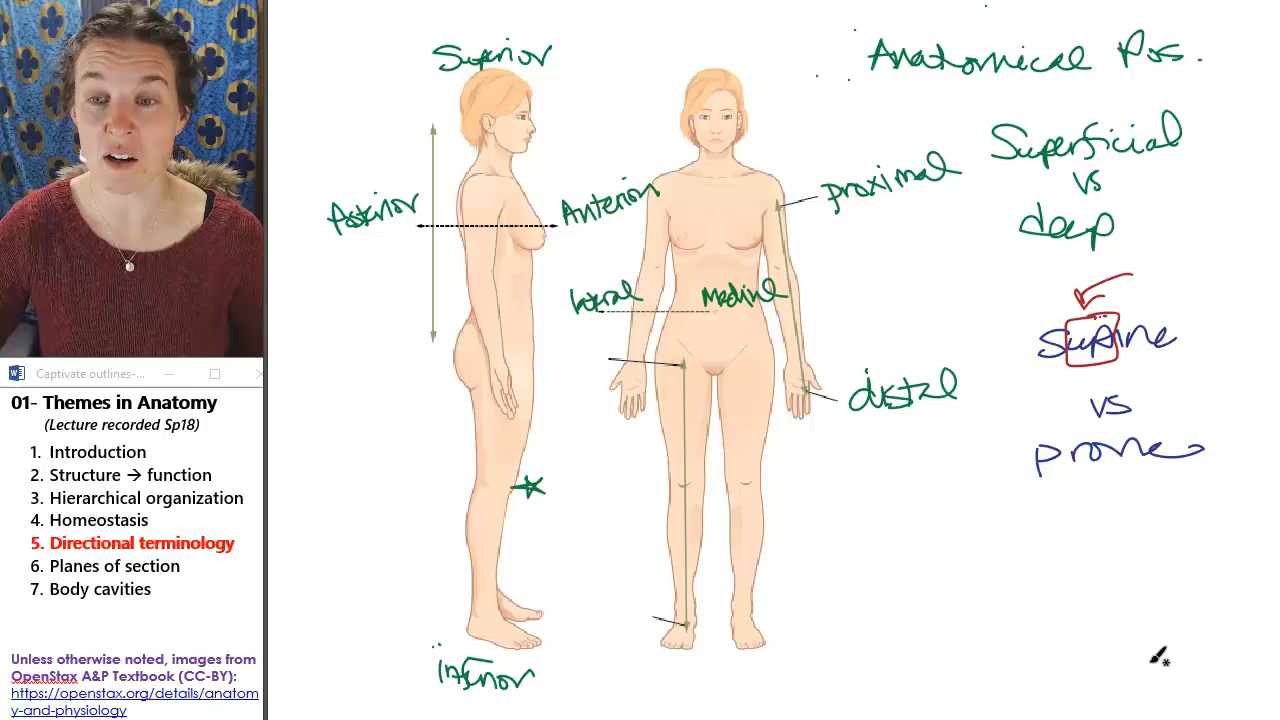 Superior
Anatomical Pos.
Superficial
vs
deep
Posterior
Anterior
proximal
lateral
Medial
distal
supine
vs
prone
Inferior
Captivate outlines-...
01- Themes in Anatomy
(Lecture recorded Sp18)
1. Introduction
2. Structure → function
3. Hierarchical organization
4. Homeostasis
5. Directional terminology
6. Planes of section
7. Body cavities
Unless otherwise noted, images from
OpenStax A&P Textbook (CC-BY):
https://openstax.org/details/anatom
y-and-physiology